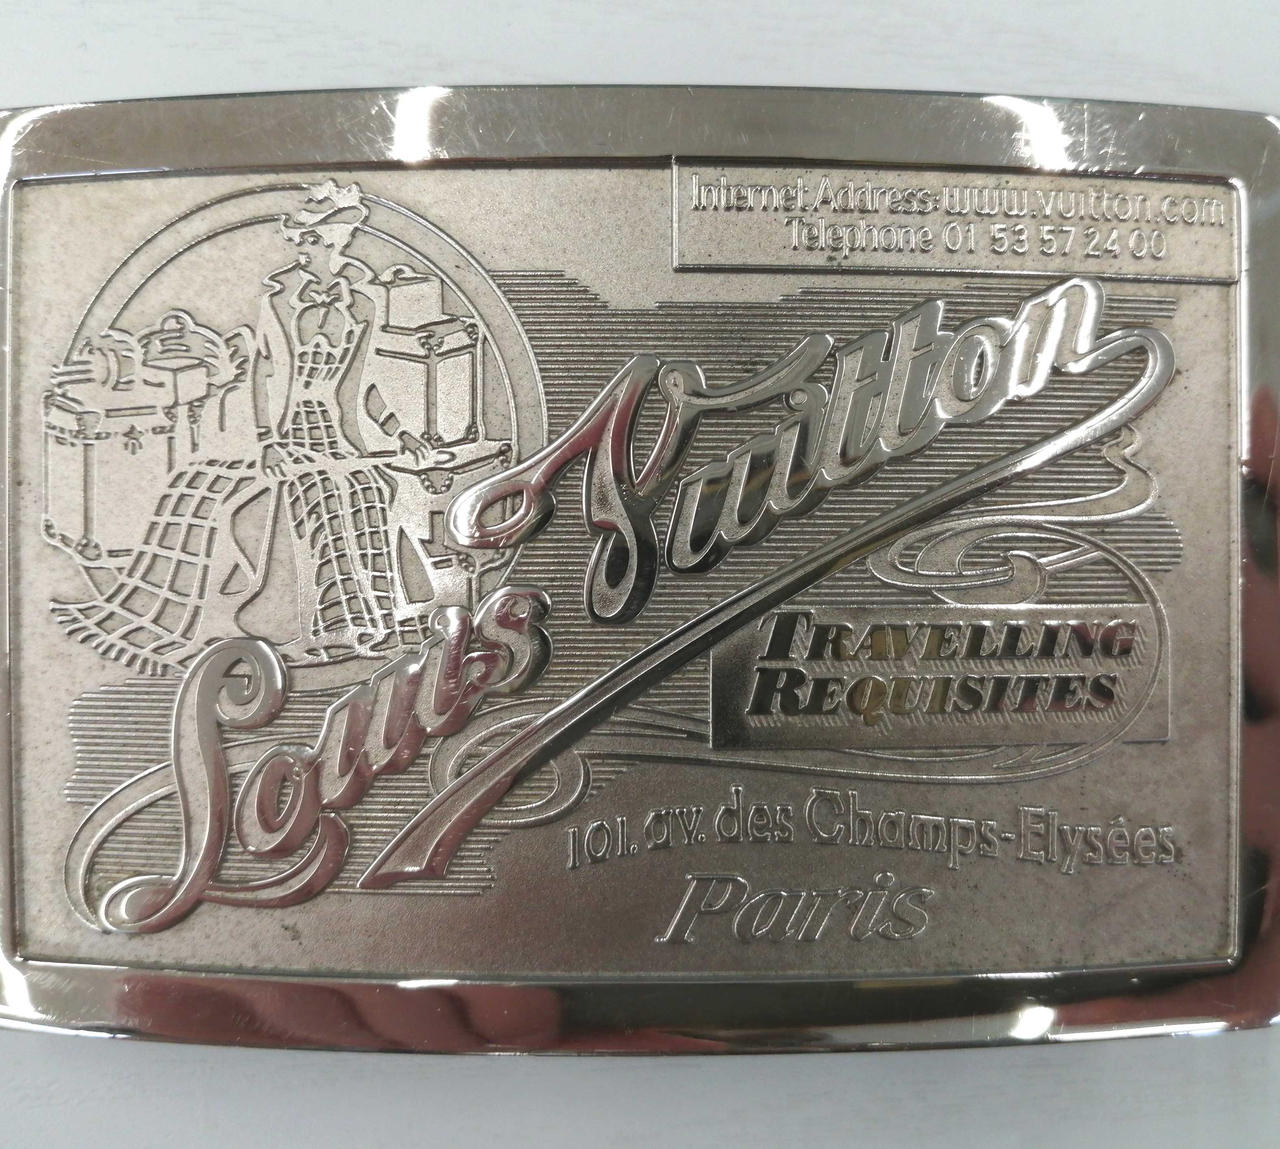 Internet Address: www.vuitton.com
Telephone 01 53 57 24 00
Louis Vuitton
TRAVELLING
REQUISITES
101. av. des Champs-Elysées
Paris